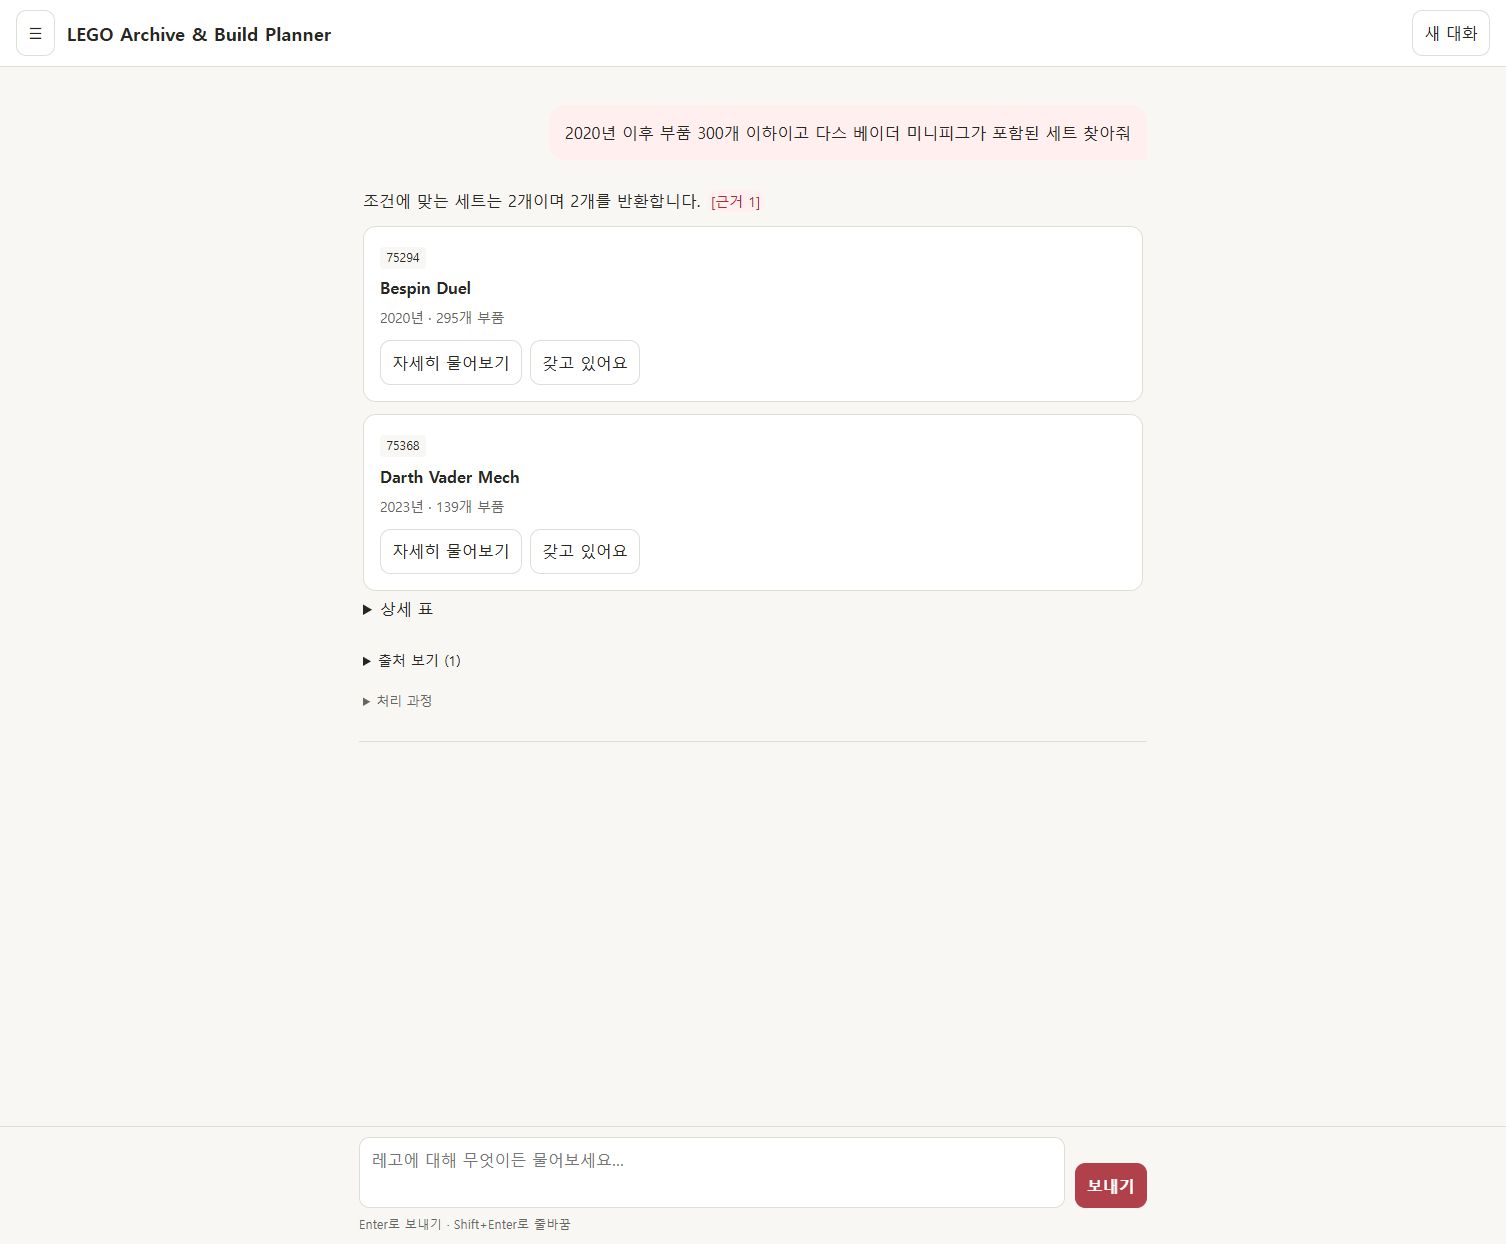 ☰ LEGO Archive & Build Planner 새 대화
2020년 이후 부품 300개 이하이고 다스 베이더 미니피그가 포함된 세트 찾아줘
조건에 맞는 세트는 2개이며 2개를 반환합니다. [근거 1]
75294
Bespin Duel
2020년 · 295개 부품
자세히 물어보기 갖고 있어요
75368
Darth Vader Mech
2023년 · 139개 부품
자세히 물어보기 갖고 있어요
▶ 상세 표
▶ 출처 보기 (1)
▶ 처리 과정
레고에 대해 무엇이든 물어보세요...
보내기
Enter로 보내기 · Shift+Enter로 줄바꿈